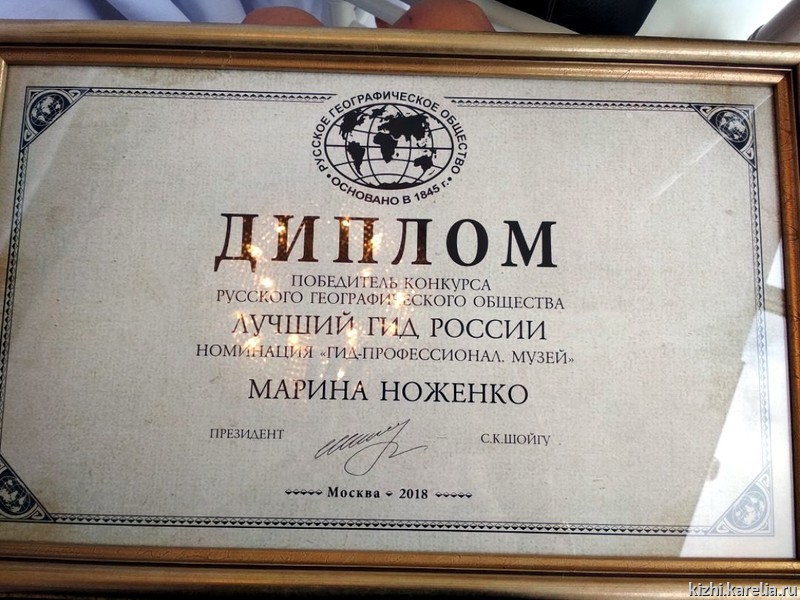 РУССКОЕ ГЕОГРАФИЧЕСКОЕ ОБЩЕСТВО
• ОСНОВАНО В 1845 г. •
ДИПЛОМ
ПОБЕДИТЕЛЬ КОНКУРСА
РУССКОГО ГЕОГРАФИЧЕСКОГО ОБЩЕСТВА
ЛУЧШИЙ ГИД РОССИИ
НОМИНАЦИЯ «ГИД-ПРОФЕССИОНАЛ. МУЗЕЙ»
МАРИНА НОЖЕНКО
ПРЕЗИДЕНТ С.К.ШОЙГУ
Москва 2018
kizhi.karelia.ru